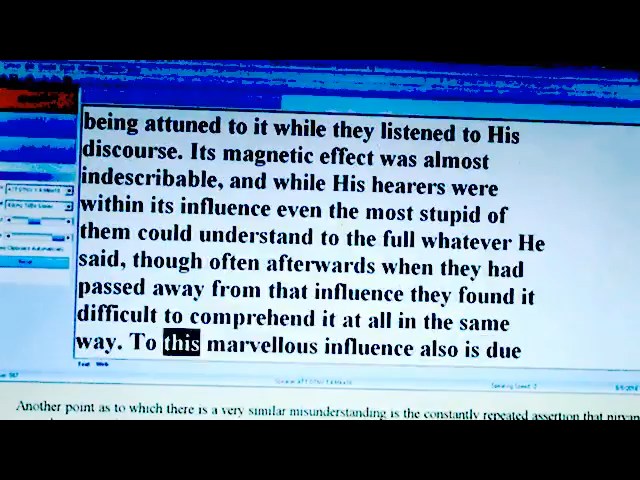 being attuned to it while they listened to His
discourse. Its magnetic effect was almost
indescribable, and while His hearers were
within its influence even the most stupid of
them could understand to the full whatever He
said, though often afterwards when they had
passed away from that influence they found it
difficult to comprehend it at all in the same
way. To this marvellous influence also is due
Another point as to which there is a very similar misunderstanding is the constantly repeated assertion that